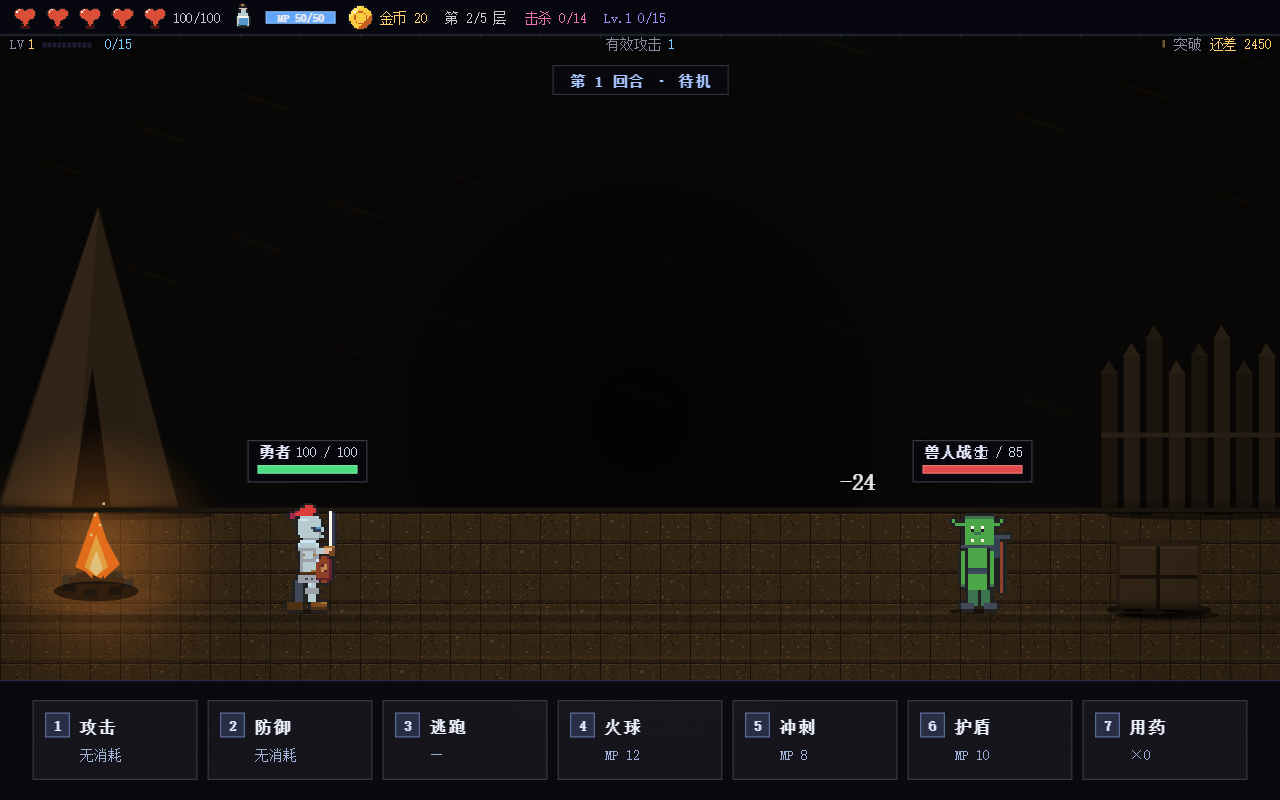 100/100 MP 50/50 金币 20 第 2/5 层 击杀 0/14 Lv.1 0/15
LV 1 0/15 有效攻击 1 突破 还差 2450
第 1 回合 · 待机
勇者 100 / 100
兽人战士 / 85
-24
1 攻击 无消耗
2 防御 无消耗
3 逃跑 —
4 火球 MP 12
5 冲刺 MP 8
6 护盾 MP 10
7 用药 ×0